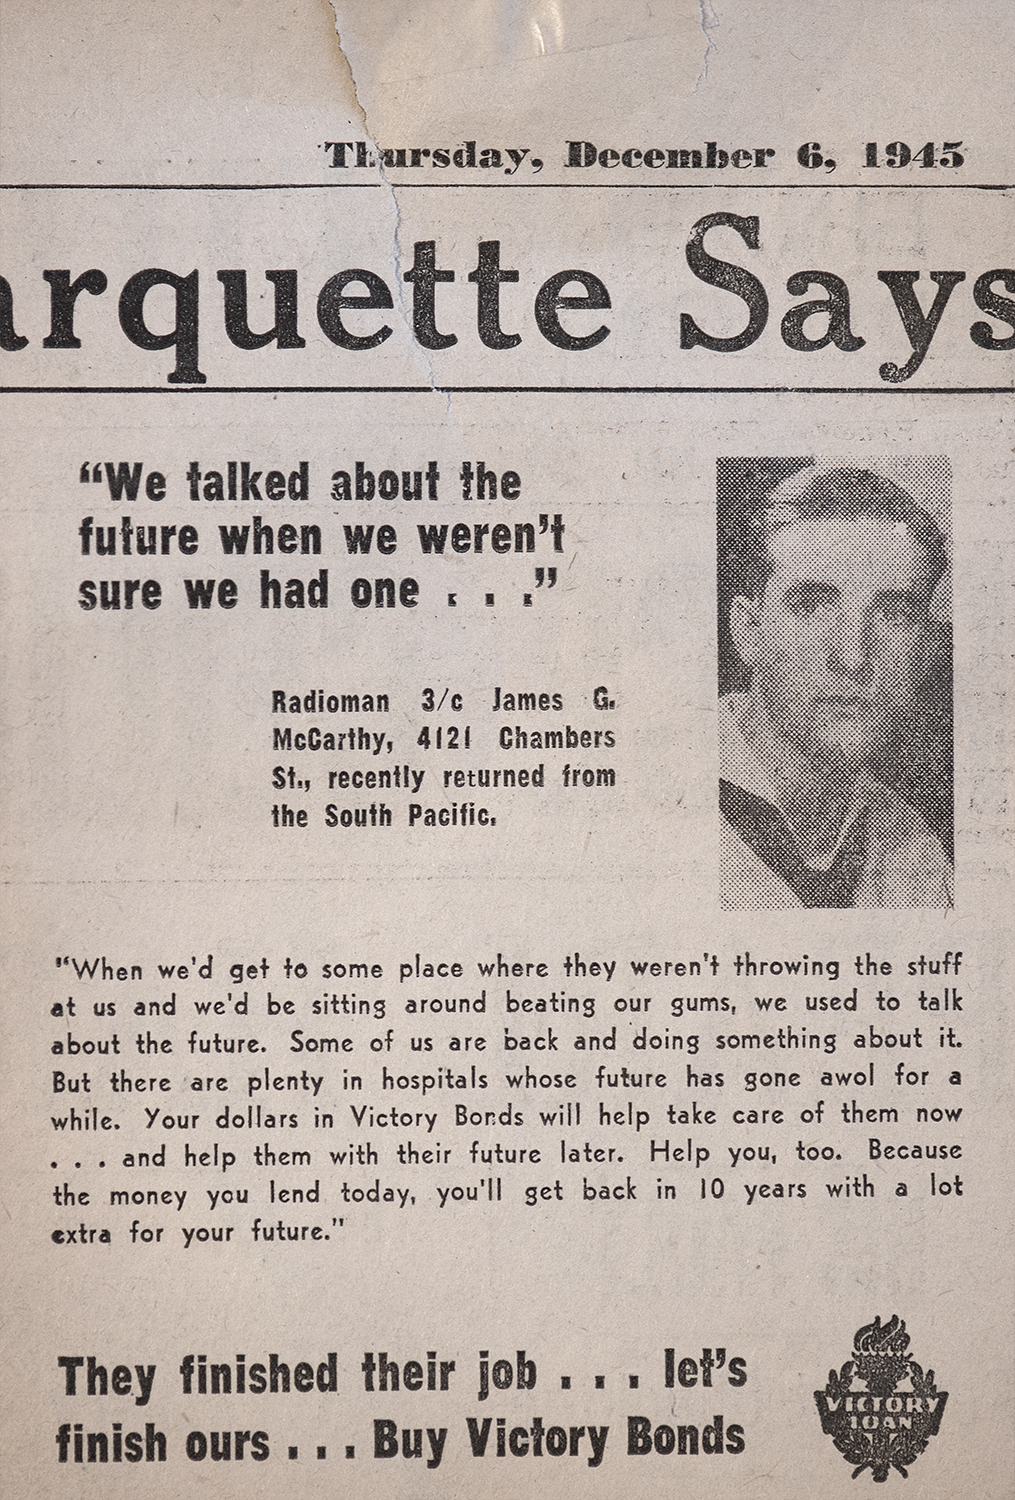 Thursday, December 6, 1945
arquette Says
“We talked about the
future when we weren't
sure we had one . . .”
Radioman 3/c James G.
McCarthy, 4121 Chambers
St., recently returned from
the South Pacific.
"“When we'd get to some place where they weren't throwing the stuff
at us and we'd be sitting around beating our gums, we used to talk
about the future. Some of us are back and doing something about it.
But there are plenty in hospitals whose future has gone awol for a
while. Your dollars in Victory Bonds will help take care of them now
. . . and help them with their future later. Help you, too. Because
the money you lend today, you'll get back in 10 years with a lot
extra for your future."
They finished their job . . . let's
finish ours . . . Buy Victory Bonds
VICTORY
LOAN